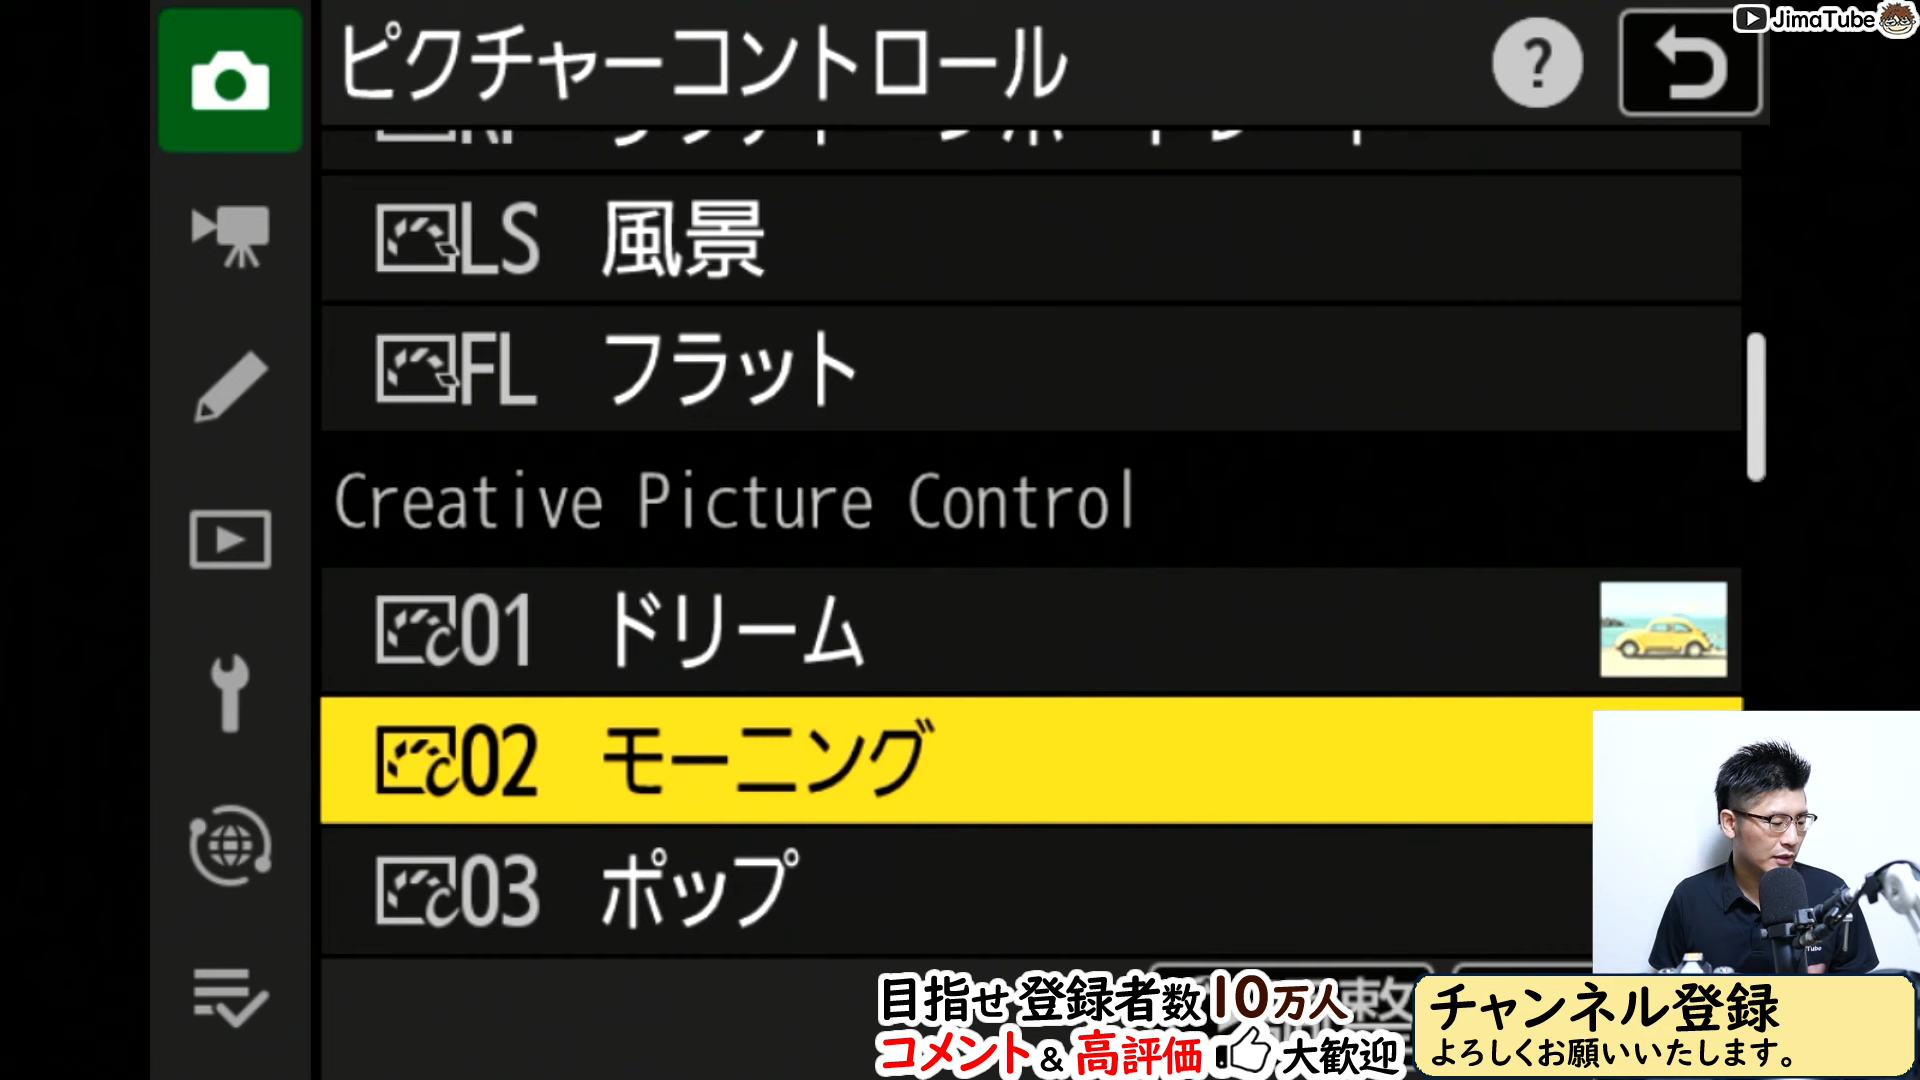 JimaTube
ピクチャーコントロール
?
LS 風景
FL フラット
Creative Picture Control
C01 ドリーム
C02 モーニング
C03 ポップ
目指せ登録者数10万人
コメント&高評価 大歓迎
チャンネル登録
よろしくお願いいたします。